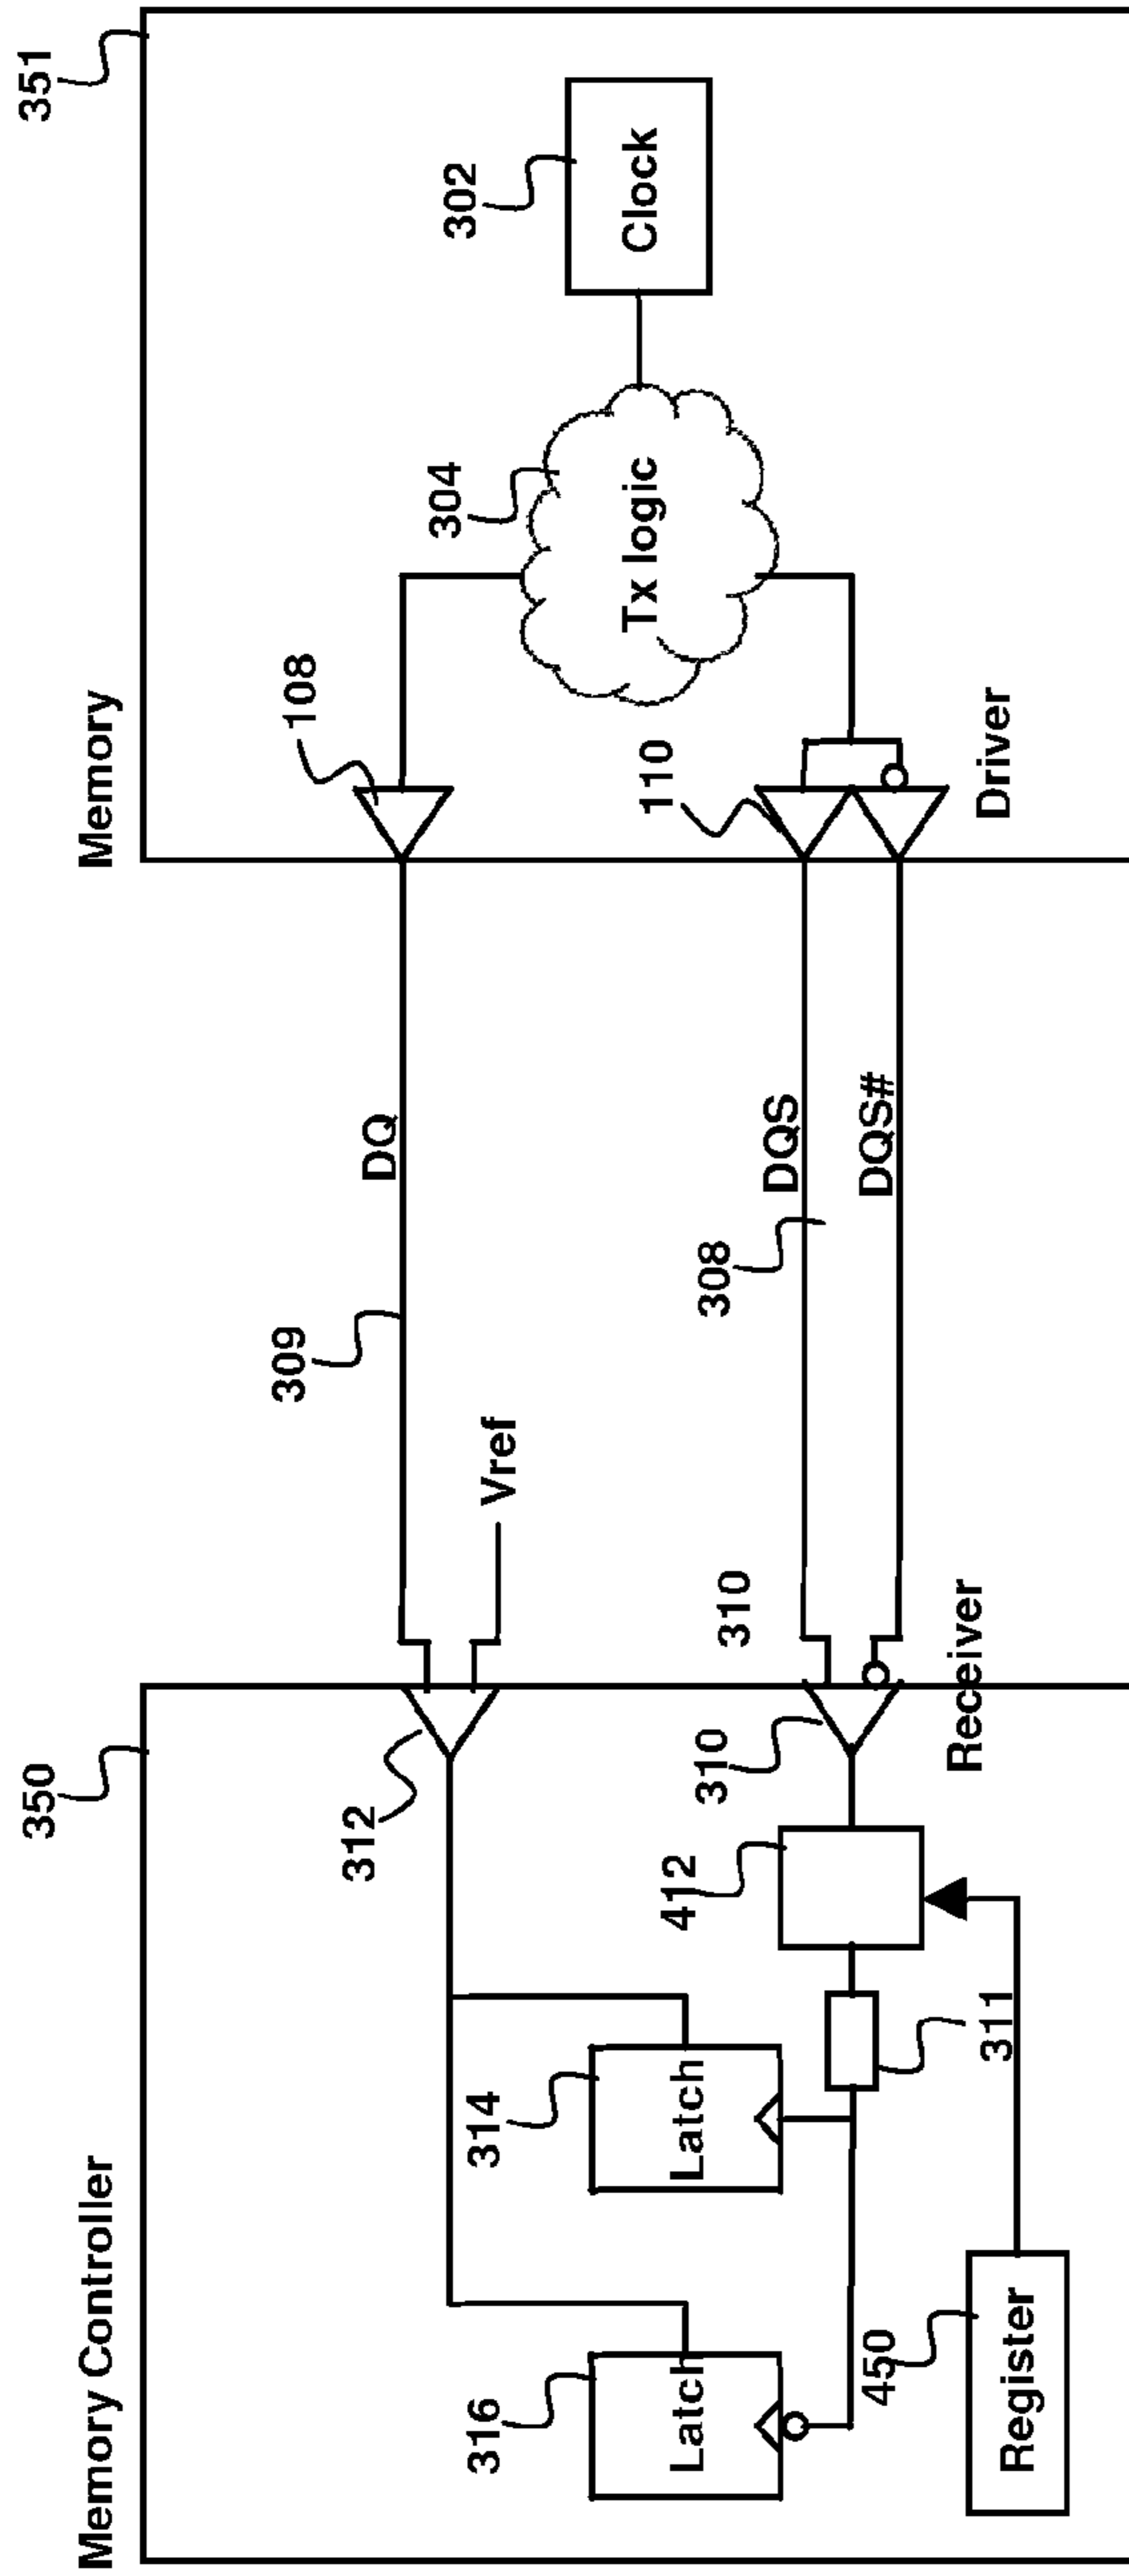 Memory Controller
350
Memory
351
309
DQ
108
312
Vref
304
302
316
Latch
314
Latch
412
310
310
308
DQS
110
Tx logic
Clock
DQS#
450
Register
311
Receiver
Driver